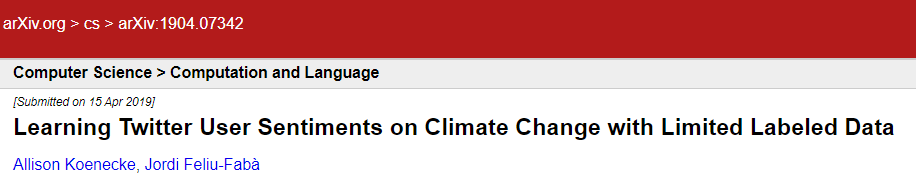 arXiv.org > cs > arXiv:1904.07342
Computer Science > Computation and Language
[Submitted on 15 Apr 2019]
Learning Twitter User Sentiments on Climate Change with Limited Labeled Data
Allison Koenecke, Jordi Feliu-Fabà